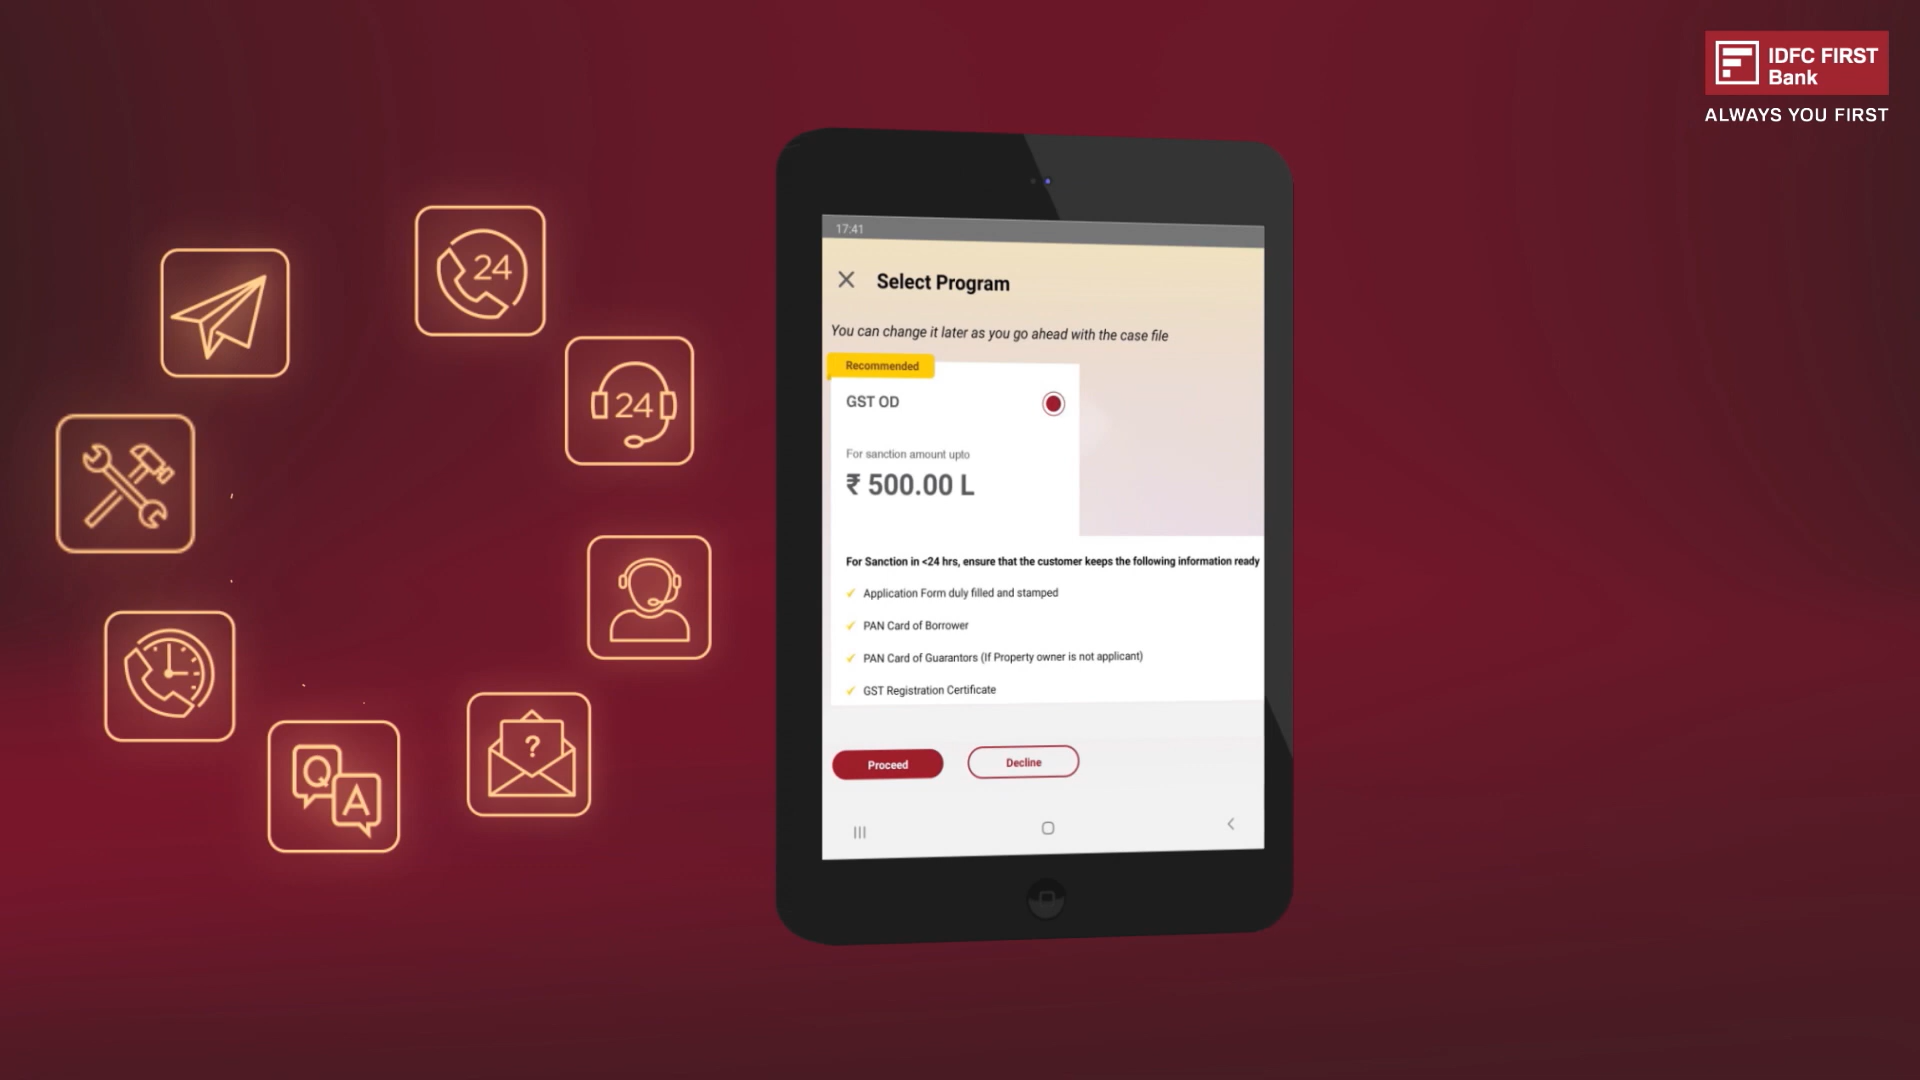 IDFC FIRST
Bank
ALWAYS YOU FIRST
24
24
?
Q
A
17:41
Select Program
You can change it later as you go ahead with the case file
Recommended
GST OD
For sanction amount upto
₹ 500.00 L
For Sanction in <24 hrs, ensure that the customer keeps the following information ready
Application Form duly filled and stamped
PAN Card of Borrower
PAN Card of Guarantors (If Property owner is not applicant)
GST Registration Certificate
Proceed
Decline